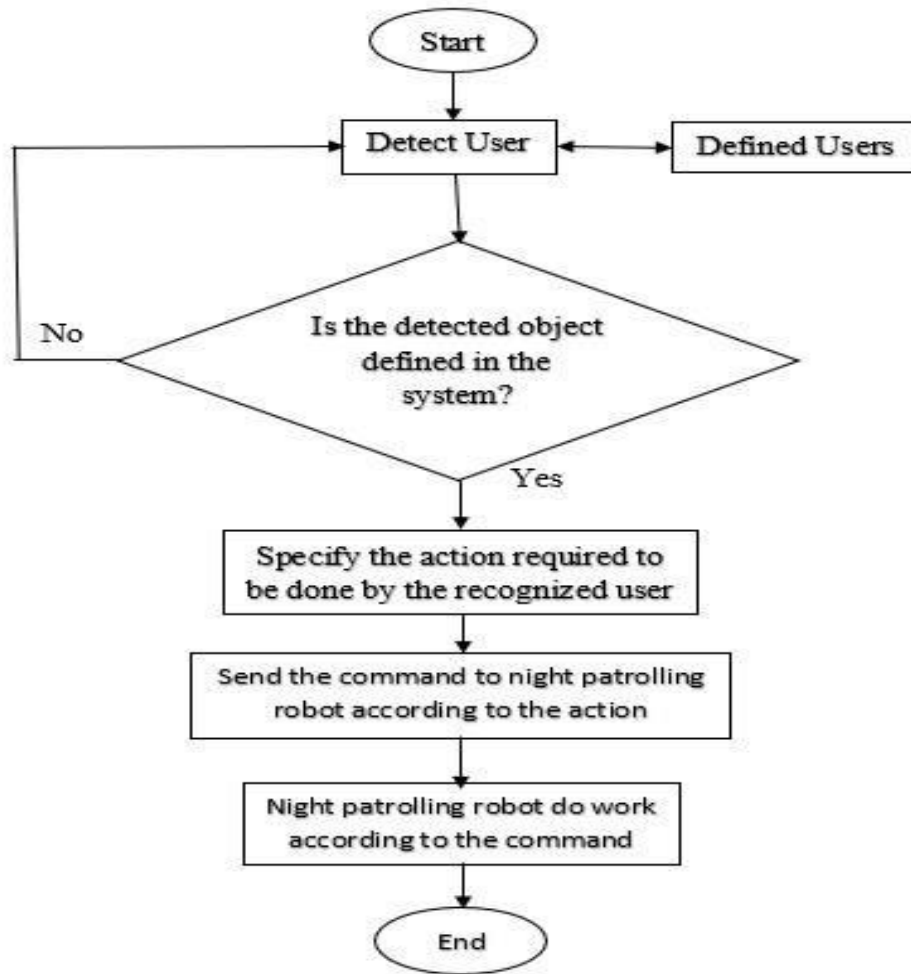 Start
Detect User
Defined Users
Is the detected object
defined in the
system?
No
Yes
Specify the action required to
be done by the recognized user
Send the command to night patrolling
robot according to the action
Night patrolling robot do work
according to the command
End